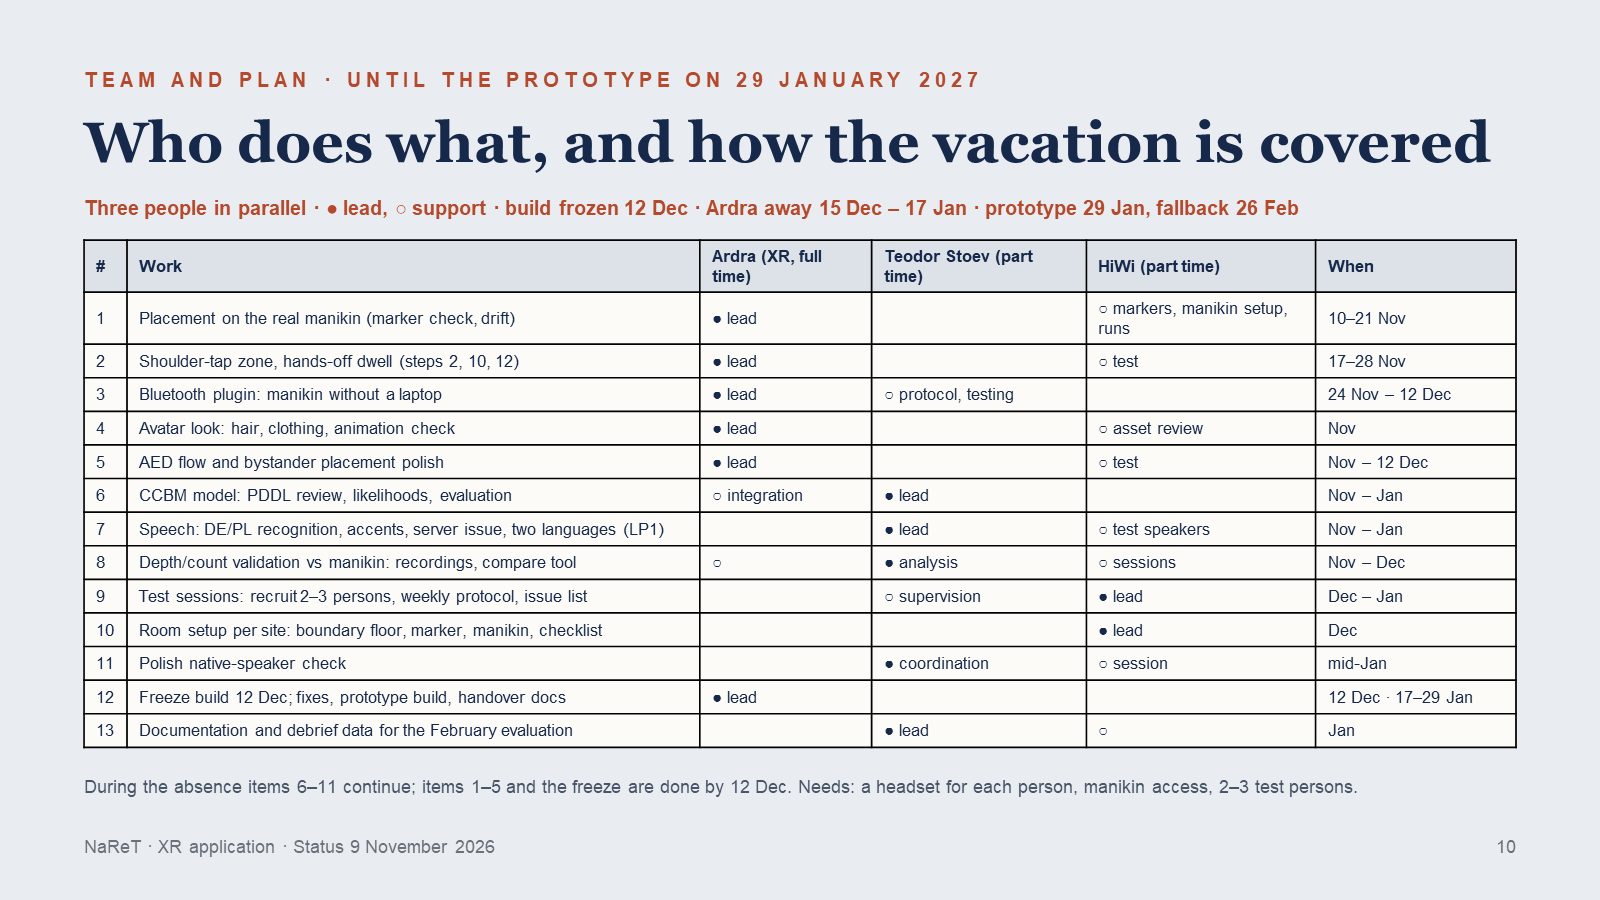 TEAM AND PLAN · UNTIL THE PROTOTYPE ON 29 JANUARY 2027
Who does what, and how the vacation is covered
Three people in parallel · ● lead, ○ support · build frozen 12 Dec · Ardra away 15 Dec – 17 Jan · prototype 29 Jan, fallback 26 Feb
# Work Ardra (XR, full time) Teodor Stoev (part time) HiWi (part time) When
1 Placement on the real manikin (marker check, drift) ● lead ○ markers, manikin setup, runs 10–21 Nov
2 Shoulder-tap zone, hands-off dwell (steps 2, 10, 12) ● lead ○ test 17–28 Nov
3 Bluetooth plugin: manikin without a laptop ● lead ○ protocol, testing 24 Nov – 12 Dec
4 Avatar look: hair, clothing, animation check ● lead ○ asset review Nov
5 AED flow and bystander placement polish ● lead ○ test Nov – 12 Dec
6 CCBM model: PDDL review, likelihoods, evaluation ○ integration ● lead Nov – Jan
7 Speech: DE/PL recognition, accents, server issue, two languages (LP1) ● lead ○ test speakers Nov – Jan
8 Depth/count validation vs manikin: recordings, compare tool ○ ● analysis ○ sessions Nov – Dec
9 Test sessions: recruit 2–3 persons, weekly protocol, issue list ○ supervision ● lead Dec – Jan
10 Room setup per site: boundary floor, marker, manikin, checklist ● lead Dec
11 Polish native-speaker check ● coordination ○ session mid-Jan
12 Freeze build 12 Dec; fixes, prototype build, handover docs ● lead 12 Dec · 17–29 Jan
13 Documentation and debrief data for the February evaluation ● lead ○ Jan
During the absence items 6–11 continue; items 1–5 and the freeze are done by 12 Dec. Needs: a headset for each person, manikin access, 2–3 test persons.
NaReT · XR application · Status 9 November 2026
10